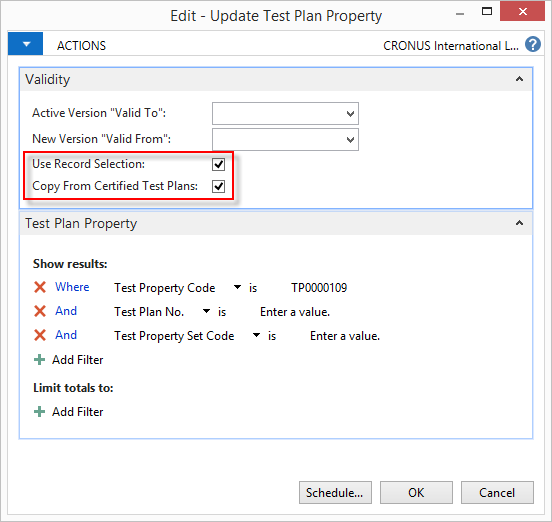 Edit - Update Test Plan Property
ACTIONS CRONUS International L... ?
Validity
Active Version "Valid To":
New Version "Valid From":
Use Record Selection:
Copy From Certified Test Plans:
Test Plan Property
Show results:
Where Test Property Code is TP0000109
And Test Plan No. is Enter a value.
And Test Property Set Code is Enter a value.
Add Filter
Limit totals to:
Add Filter
Schedule... OK Cancel